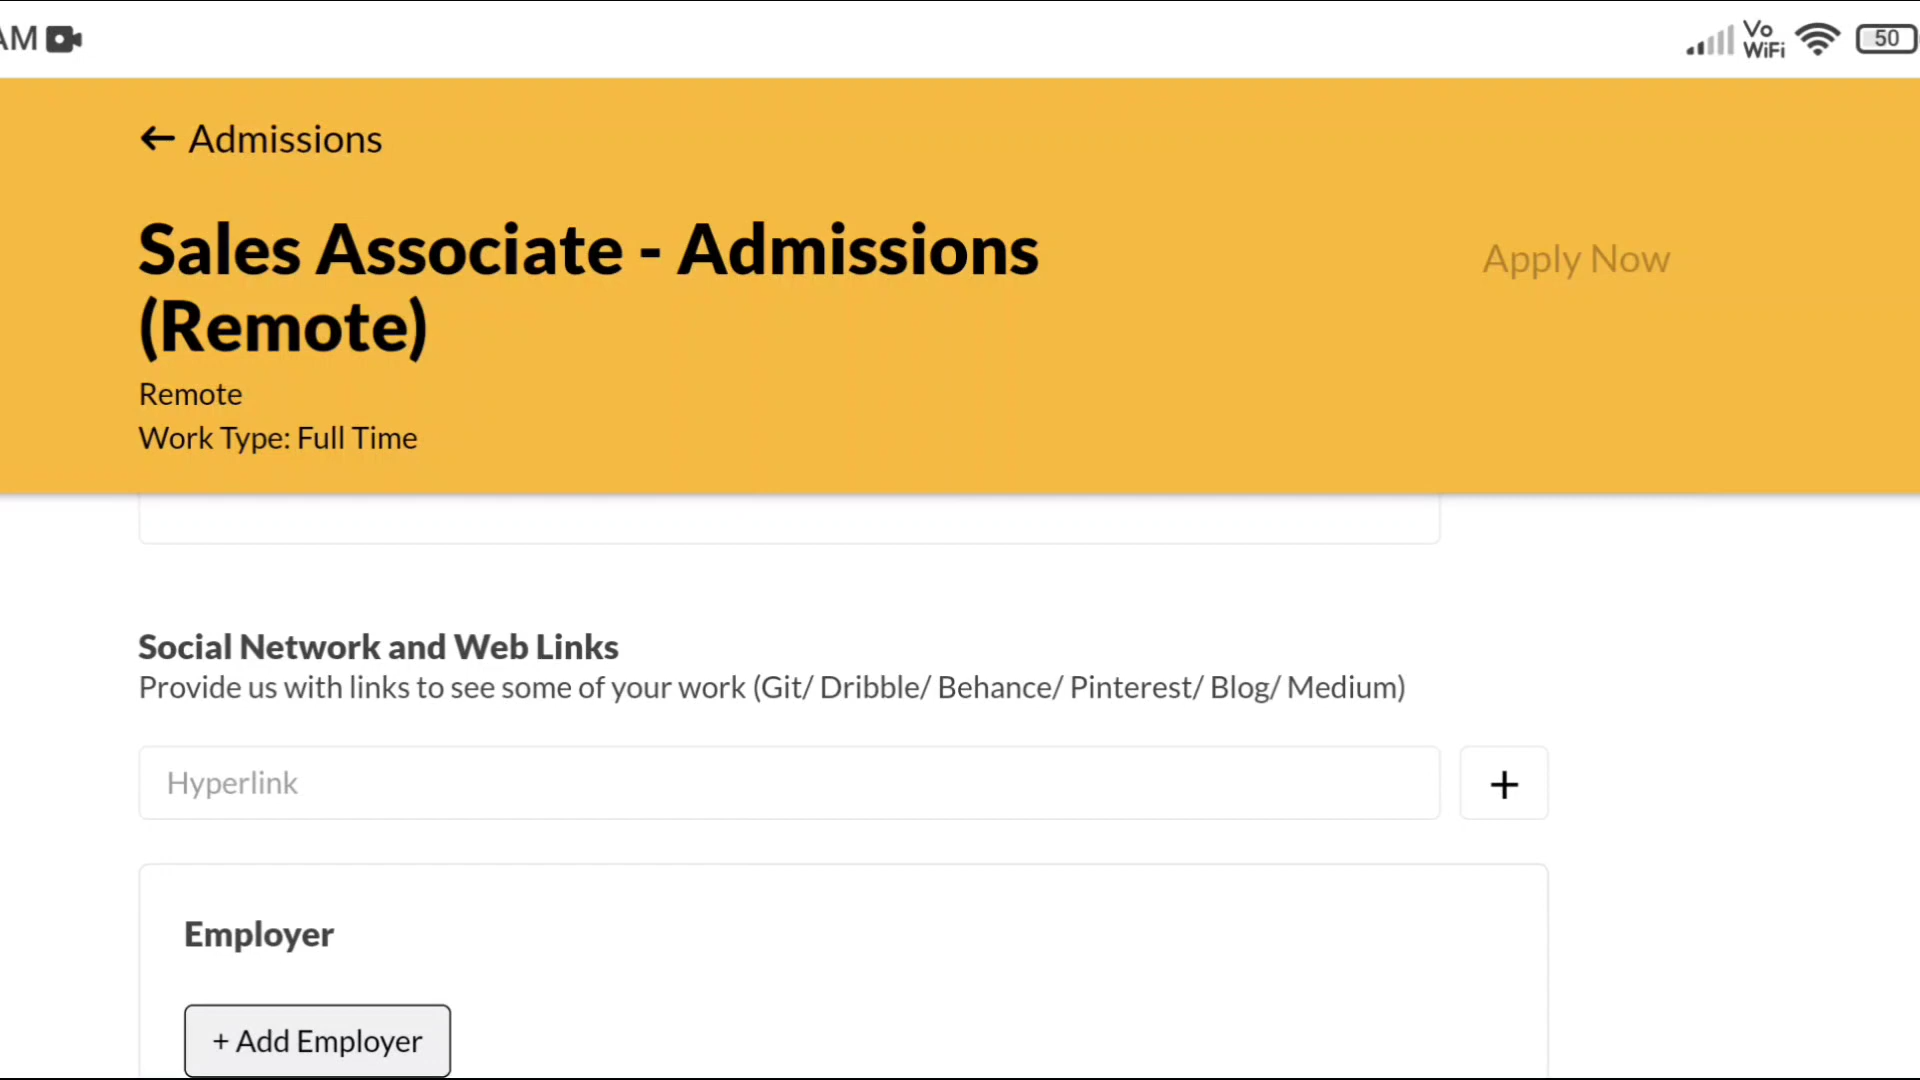 AM
Vo
WiFi
50
← Admissions
Sales Associate - Admissions
(Remote)
Apply Now
Remote
Work Type: Full Time
Social Network and Web Links
Provide us with links to see some of your work (Git/ Dribble/ Behance/ Pinterest/ Blog/ Medium)
Hyperlink
+
Employer
+ Add Employer